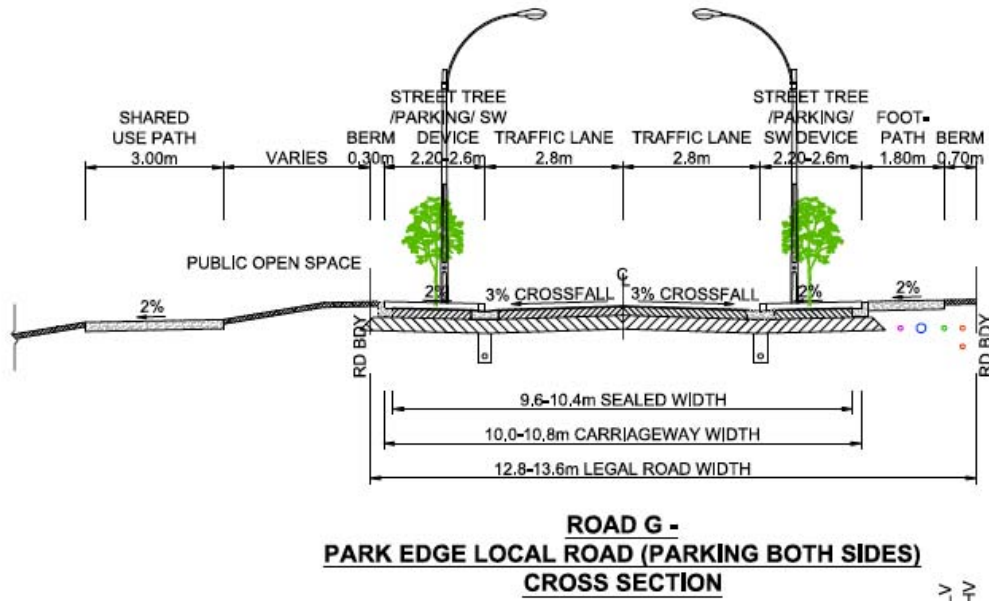 SHARED
USE PATH
3.00m
VARIES
BERM
0.30m
STREET TREE
/PARKING/ SW
DEVICE
2.20-2.6m
TRAFFIC LANE
2.8m
TRAFFIC LANE
2.8m
STREET TREE
/PARKING/
SW DEVICE
2.20-2.6m
FOOT-
PATH
1.80m
BERM
0.70m
PUBLIC OPEN SPACE
2%
2%
3% CROSSFALL
℄
3% CROSSFALL
2%
2%
RD BDY
RD BDY
9.6-10.4m SEALED WIDTH
10.0-10.8m CARRIAGEWAY WIDTH
12.8-13.6m LEGAL ROAD WIDTH
ROAD G -
PARK EDGE LOCAL ROAD (PARKING BOTH SIDES)
CROSS SECTION